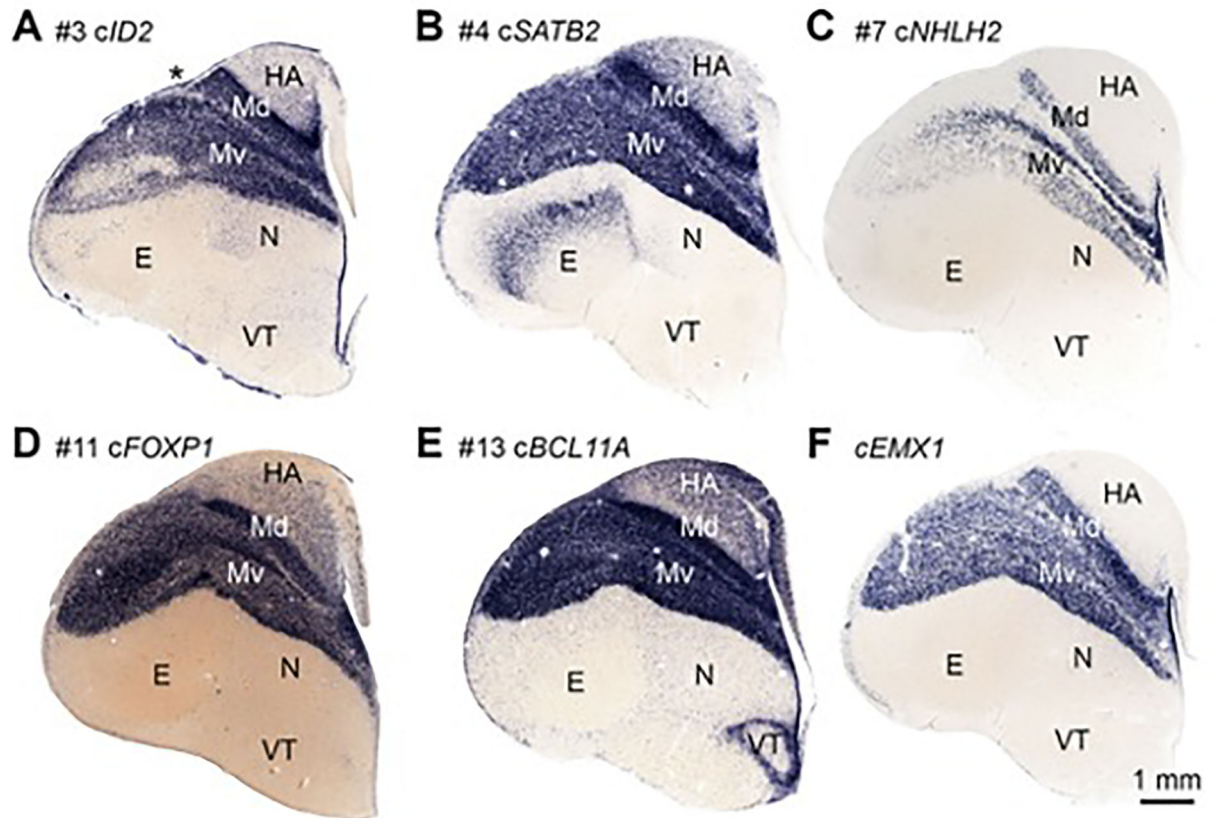 A #3 cID2
*
HA
Md
Mv
N
E
VT
B #4 cSATB2
HA
Md
Mv
N
E
VT
C #7 cNHLH2
HA
Md
Mv
N
E
VT
D #11 cFOXP1
HA
Md
Mv
N
E
VT
E #13 cBCL11A
HA
Md
Mv
N
E
VT
F cEMX1
HA
Md
Mv
N
E
VT
1 mm